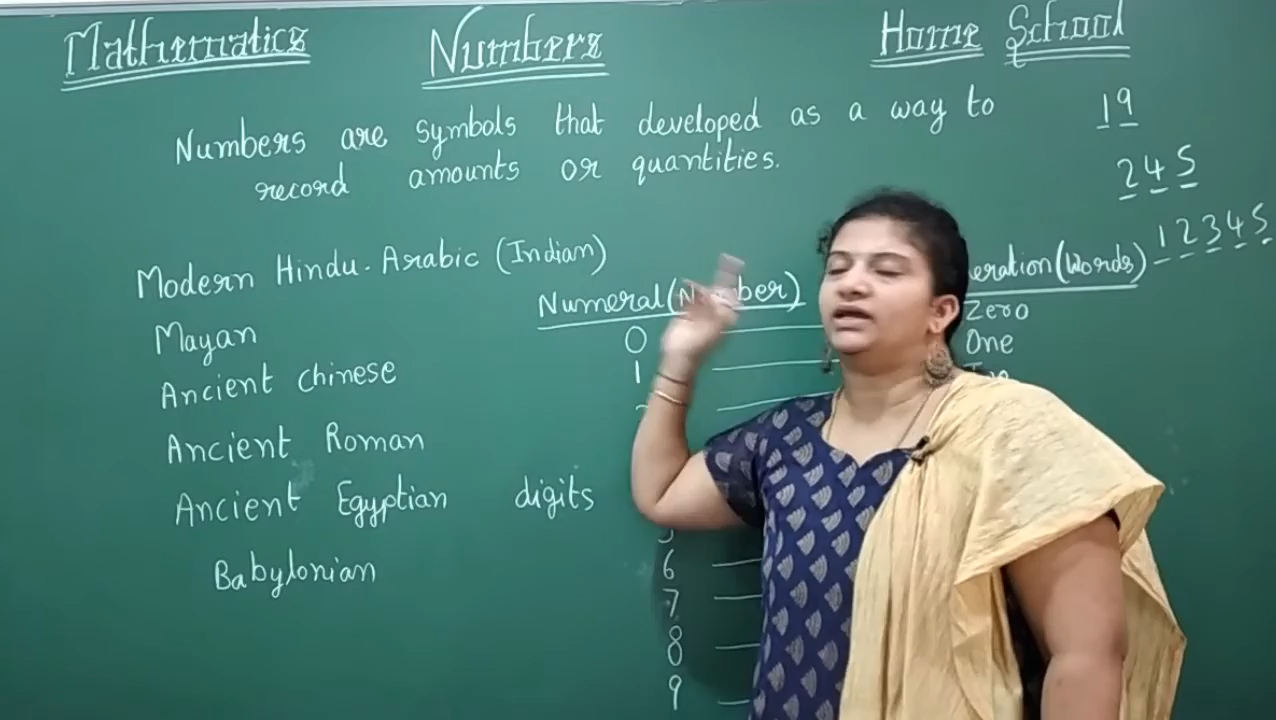 Mathematics Numbers Home School
Numbers are symbols that developed as a way to
record amounts or quantities.
19
245
12345
Modern Hindu-Arabic (Indian)
Mayan
Ancient Chinese
Ancient Roman
Ancient Egyptian
Babylonian
digits
Numeral (Number)
(Words)
0 Zero
1 One
6
7
8
9